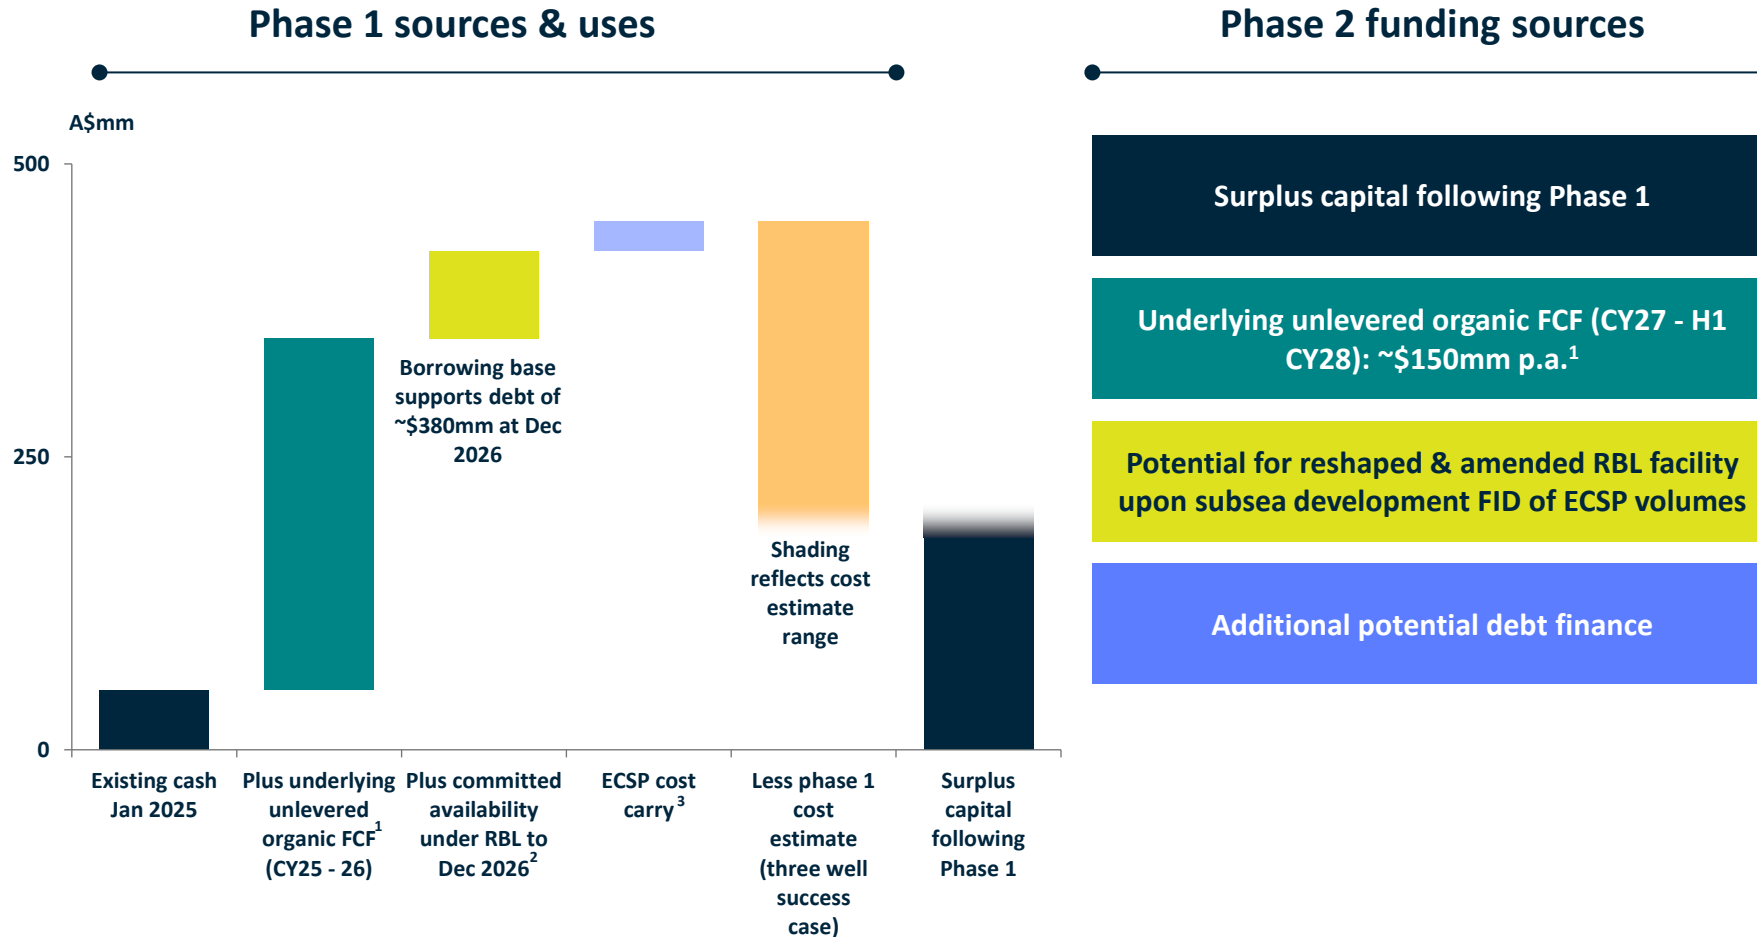 Phase 1 sources & uses
A$mm
500
250
0
Borrowing base
supports debt of
~$380mm at Dec
2026
Shading
reflects cost
estimate
range
Existing cash
Jan 2025
Plus underlying
unlevered
organic FCF¹
(CY25 - 26)
Plus committed
availability
under RBL to
Dec 2026²
ECSP cost
carry³
Less phase 1
cost
estimate
(three well
success
case)
Surplus
capital
following
Phase 1
Phase 2 funding sources
Surplus capital following Phase 1
Underlying unlevered organic FCF (CY27 - H1
CY28): ~$150mm p.a.¹
Potential for reshaped & amended RBL facility
upon subsea development FID of ECSP volumes
Additional potential debt finance